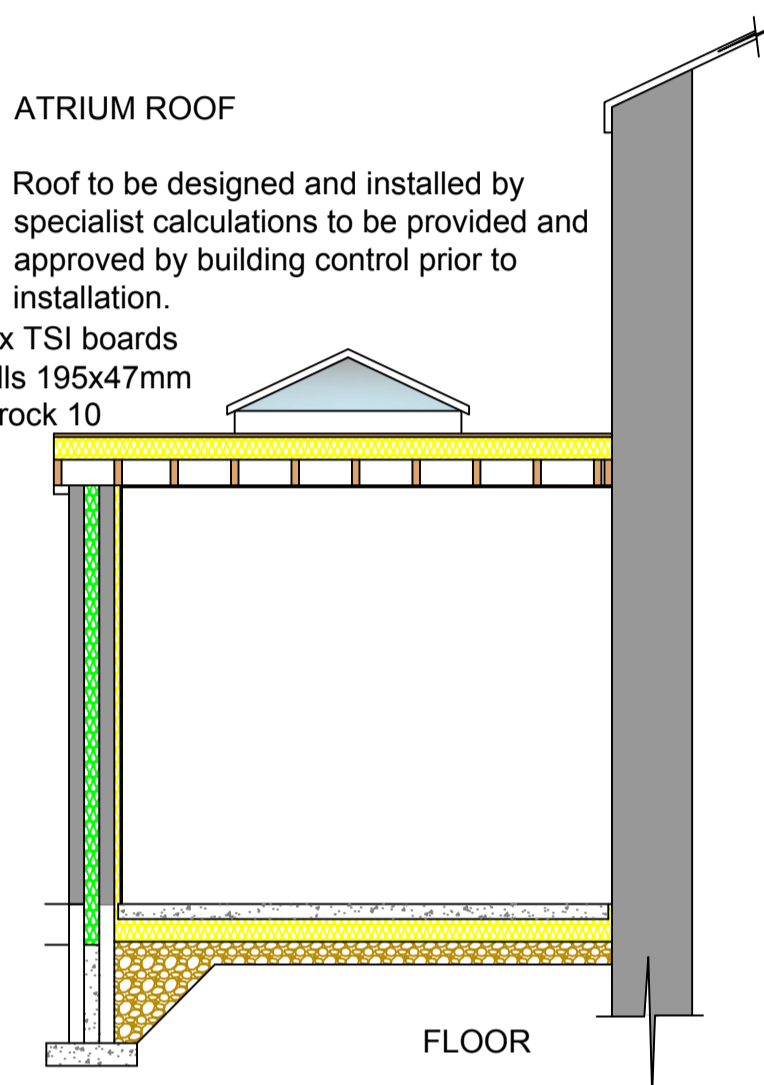 ATRIUM ROOF
Roof to be designed and installed by
specialist calculations to be provided and
approved by building control prior to
installation.
x TSI boards
lls 195x47mm
rock 10
FLOOR